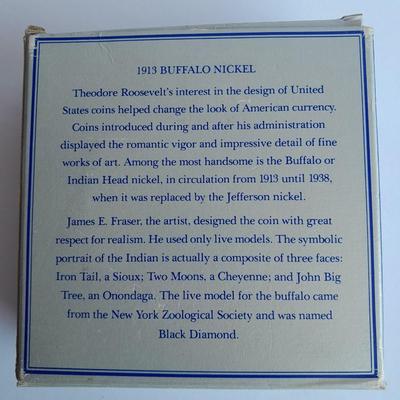 1913 BUFFALO NICKEL
Theodore Roosevelt's interest in the design of United
States coins helped change the look of American currency.
Coins introduced during and after his administration
displayed the romantic vigor and impressive detail of fine
works of art. Among the most handsome is the Buffalo or
Indian Head nickel, in circulation from 1913 until 1938,
when it was replaced by the Jefferson nickel.
James E. Fraser, the artist, designed the coin with great
respect for realism. He used only live models. The symbolic
portrait of the Indian is actually a composite of three faces:
Iron Tail, a Sioux; Two Moons, a Cheyenne; and John Big
Tree, an Onondaga. The live model for the buffalo came
from the New York Zoological Society and was named
Black Diamond.